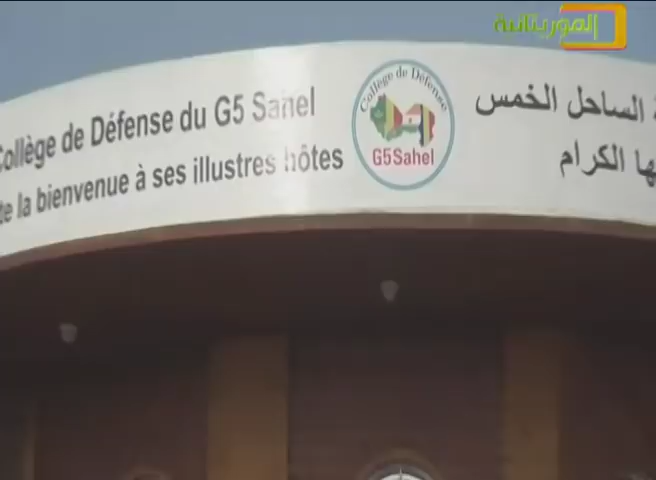 الموريتانية
Collège de Défense du G5 Sahel
de la bienvenue à ses illustres hôtes
Collège de Défense
G5Sahel
الساحل الخمس
الكرام